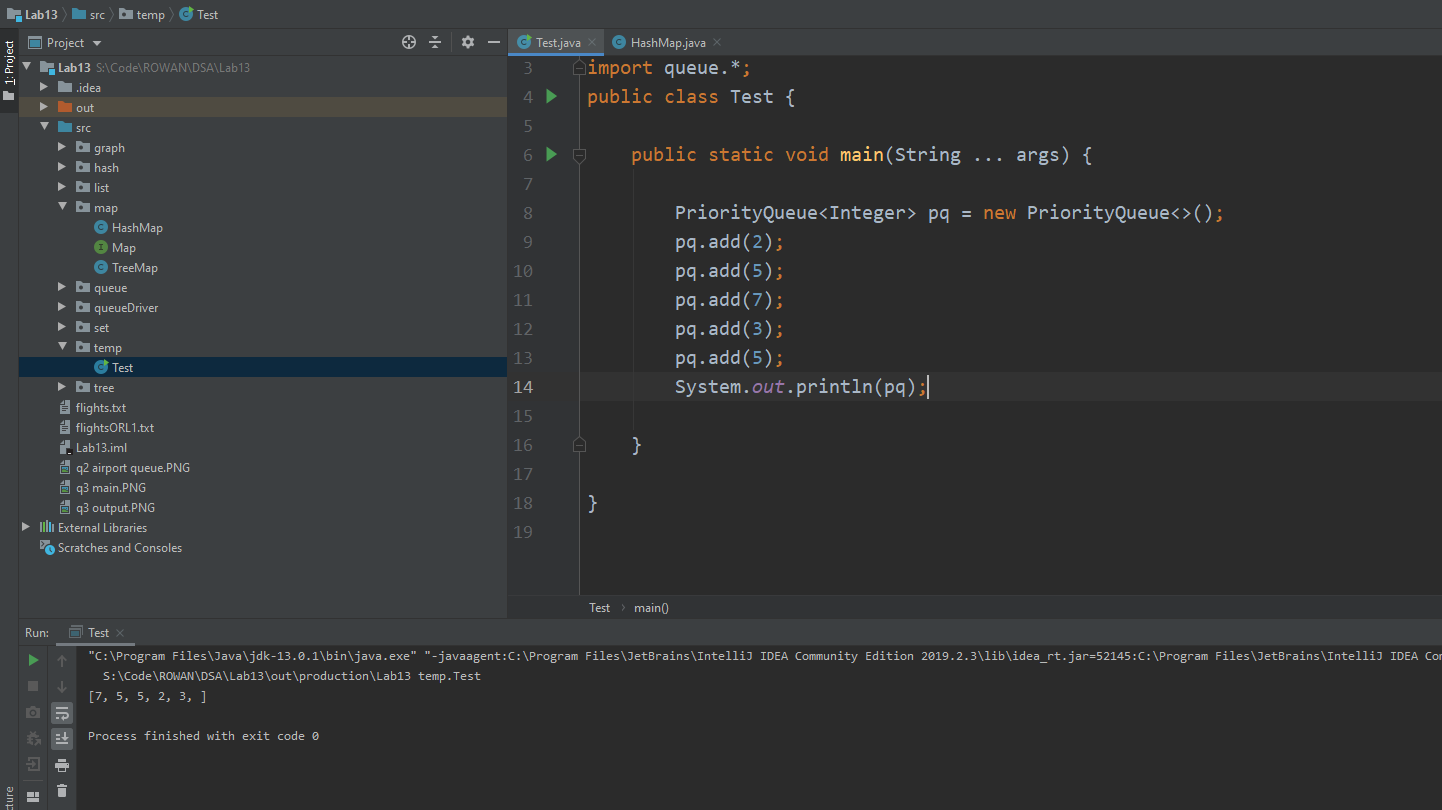 Lab13 src temp Test
1: Project
Project
Lab13 S:\Code\ROWAN\DSA\Lab13
.idea
out
src
graph
hash
list
map
HashMap
Map
TreeMap
queue
queueDriver
set
temp
Test
tree
flights.txt
flightsORL1.txt
Lab13.iml
q2 airport queue.PNG
q3 main.PNG
q3 output.PNG
External Libraries
Scratches and Consoles
Test.java HashMap.java
3 import queue.*;
4 public class Test {
5
6 public static void main(String ... args) {
7
8 PriorityQueue<Integer> pq = new PriorityQueue<>();
9 pq.add(2);
10 pq.add(5);
11 pq.add(7);
12 pq.add(3);
13 pq.add(5);
14 System.out.println(pq);
15
16 }
17
18 }
19
Test main()
Run: Test
"C:\Program Files\Java\jdk-13.0.1\bin\java.exe" "-javaagent:C:\Program Files\JetBrains\IntelliJ IDEA Community Edition 2019.2.3\lib\idea_rt.jar=52145:C:\Program Files\JetBrains\IntelliJ IDEA Con
S:\Code\ROWAN\DSA\Lab13\out\production\Lab13 temp.Test
[7, 5, 5, 2, 3, ]
Process finished with exit code 0